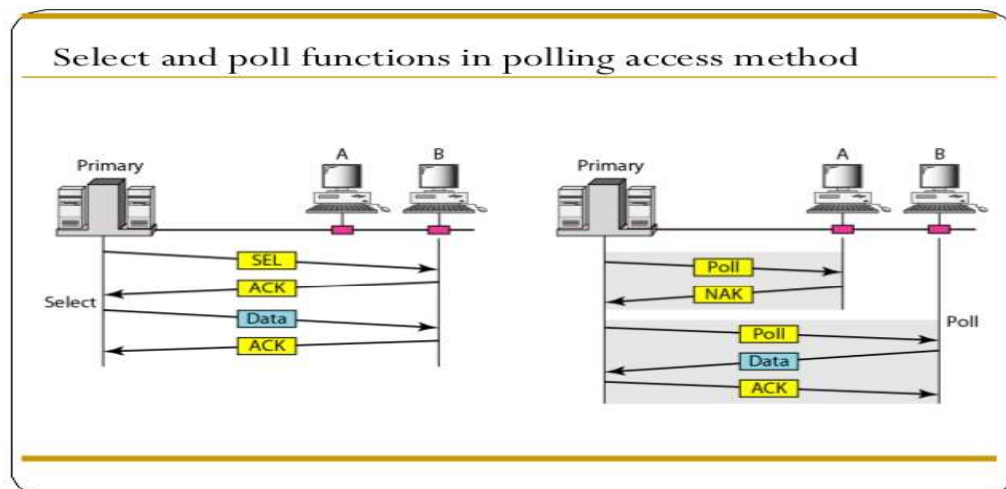 Select and poll functions in polling access method
Primary
A
B
SEL
ACK
Select
Data
ACK
Primary
A
B
Poll
NAK
Poll
Poll
Data
ACK